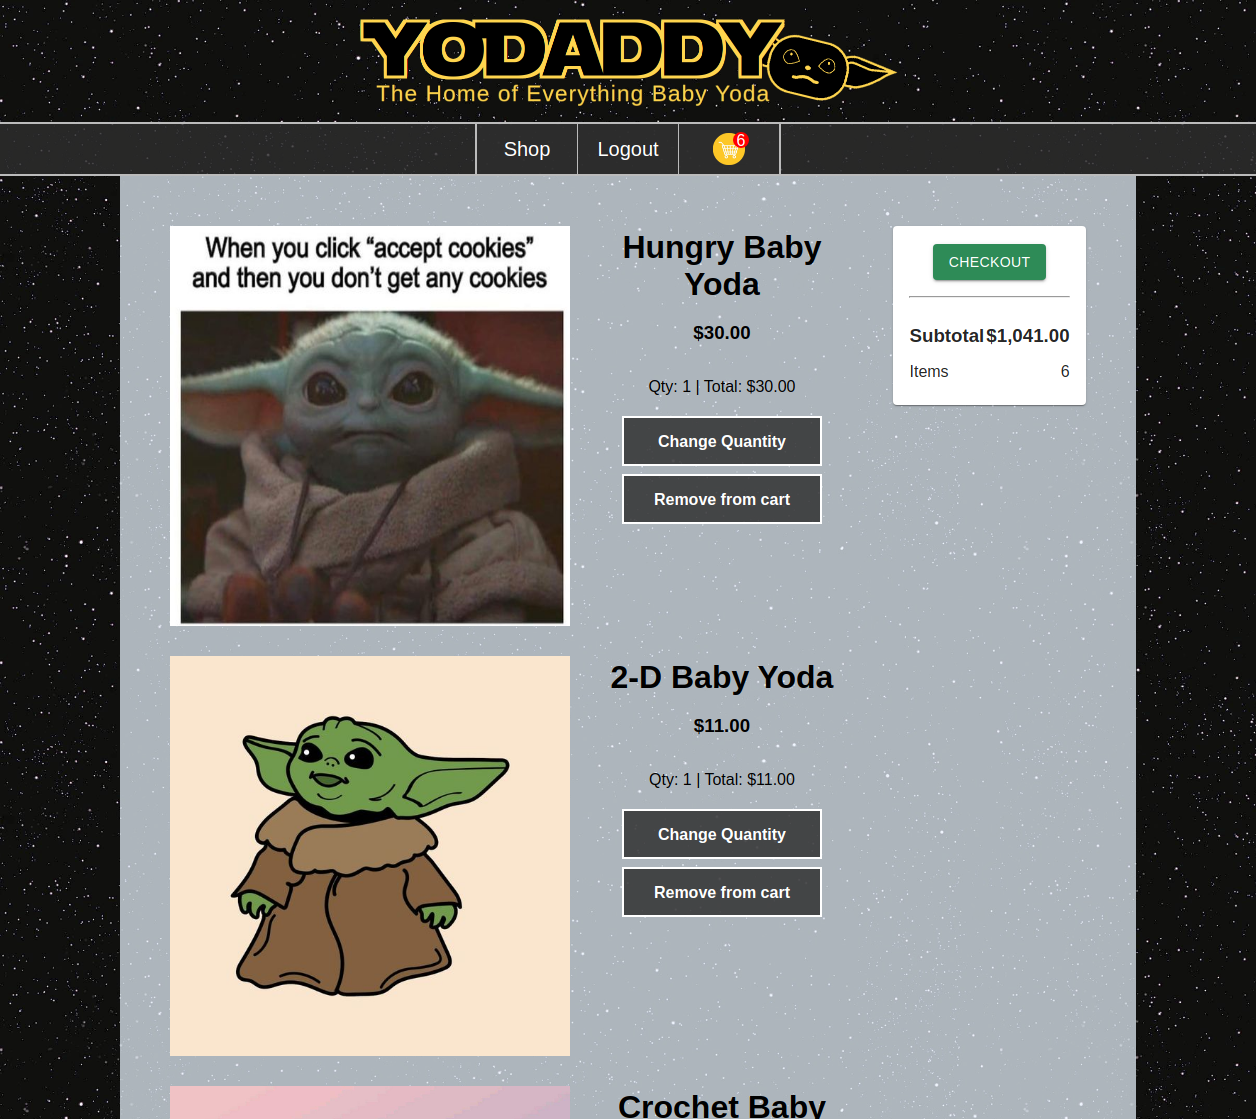 YODADDY
The Home of Everything Baby Yoda
Shop
Logout
6
When you click “accept cookies”
and then you don’t get any cookies
Hungry Baby
Yoda
$30.00
Qty: 1 | Total: $30.00
Change Quantity
Remove from cart
CHECKOUT
Subtotal $1,041.00
Items 6
2-D Baby Yoda
$11.00
Qty: 1 | Total: $11.00
Change Quantity
Remove from cart
Crochet Baby